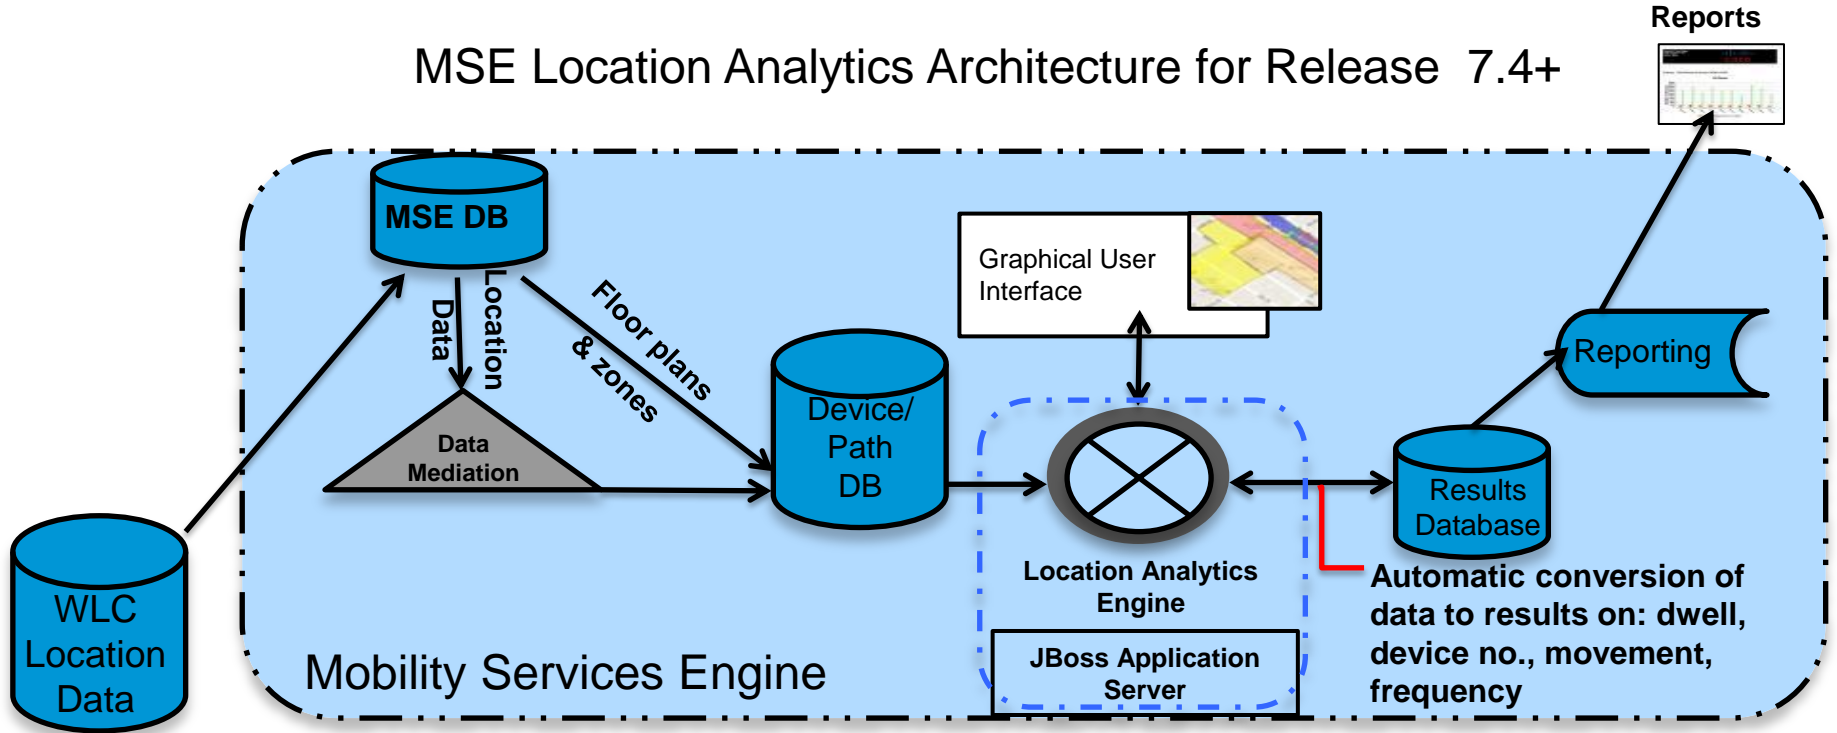 Reports
MSE Location Analytics Architecture for Release 7.4+
MSE DB
Location
Data
Floor plans
& zones
Graphical User
Interface
Data
Mediation
Device/
Path
DB
Reporting
Results
Database
WLC
Location
Data
Location Analytics
Engine
JBoss Application
Server
Automatic conversion of
data to results on: dwell,
device no., movement,
frequency
Mobility Services Engine